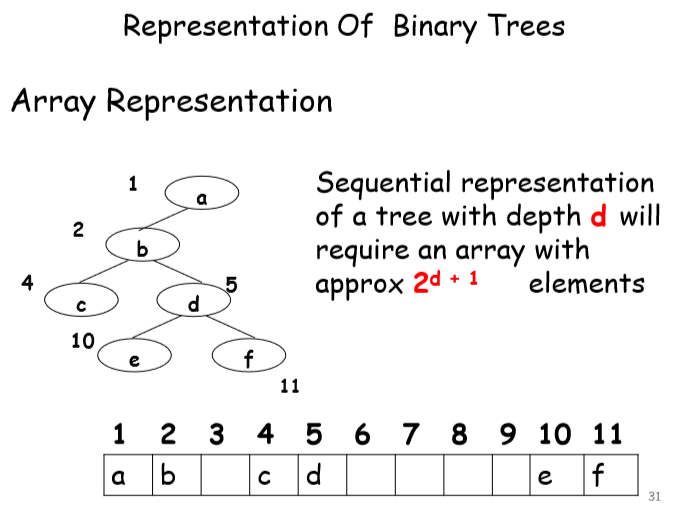 Representation Of  Binary Trees
Array Representation
1
a
2
b
4
c
5
d
10
e
f
11
Sequential representation
of a tree with depth d will
require an array with
approx 2^d + 1 elements
1 2 3 4 5 6 7 8 9 10 11
a b c d e f
31